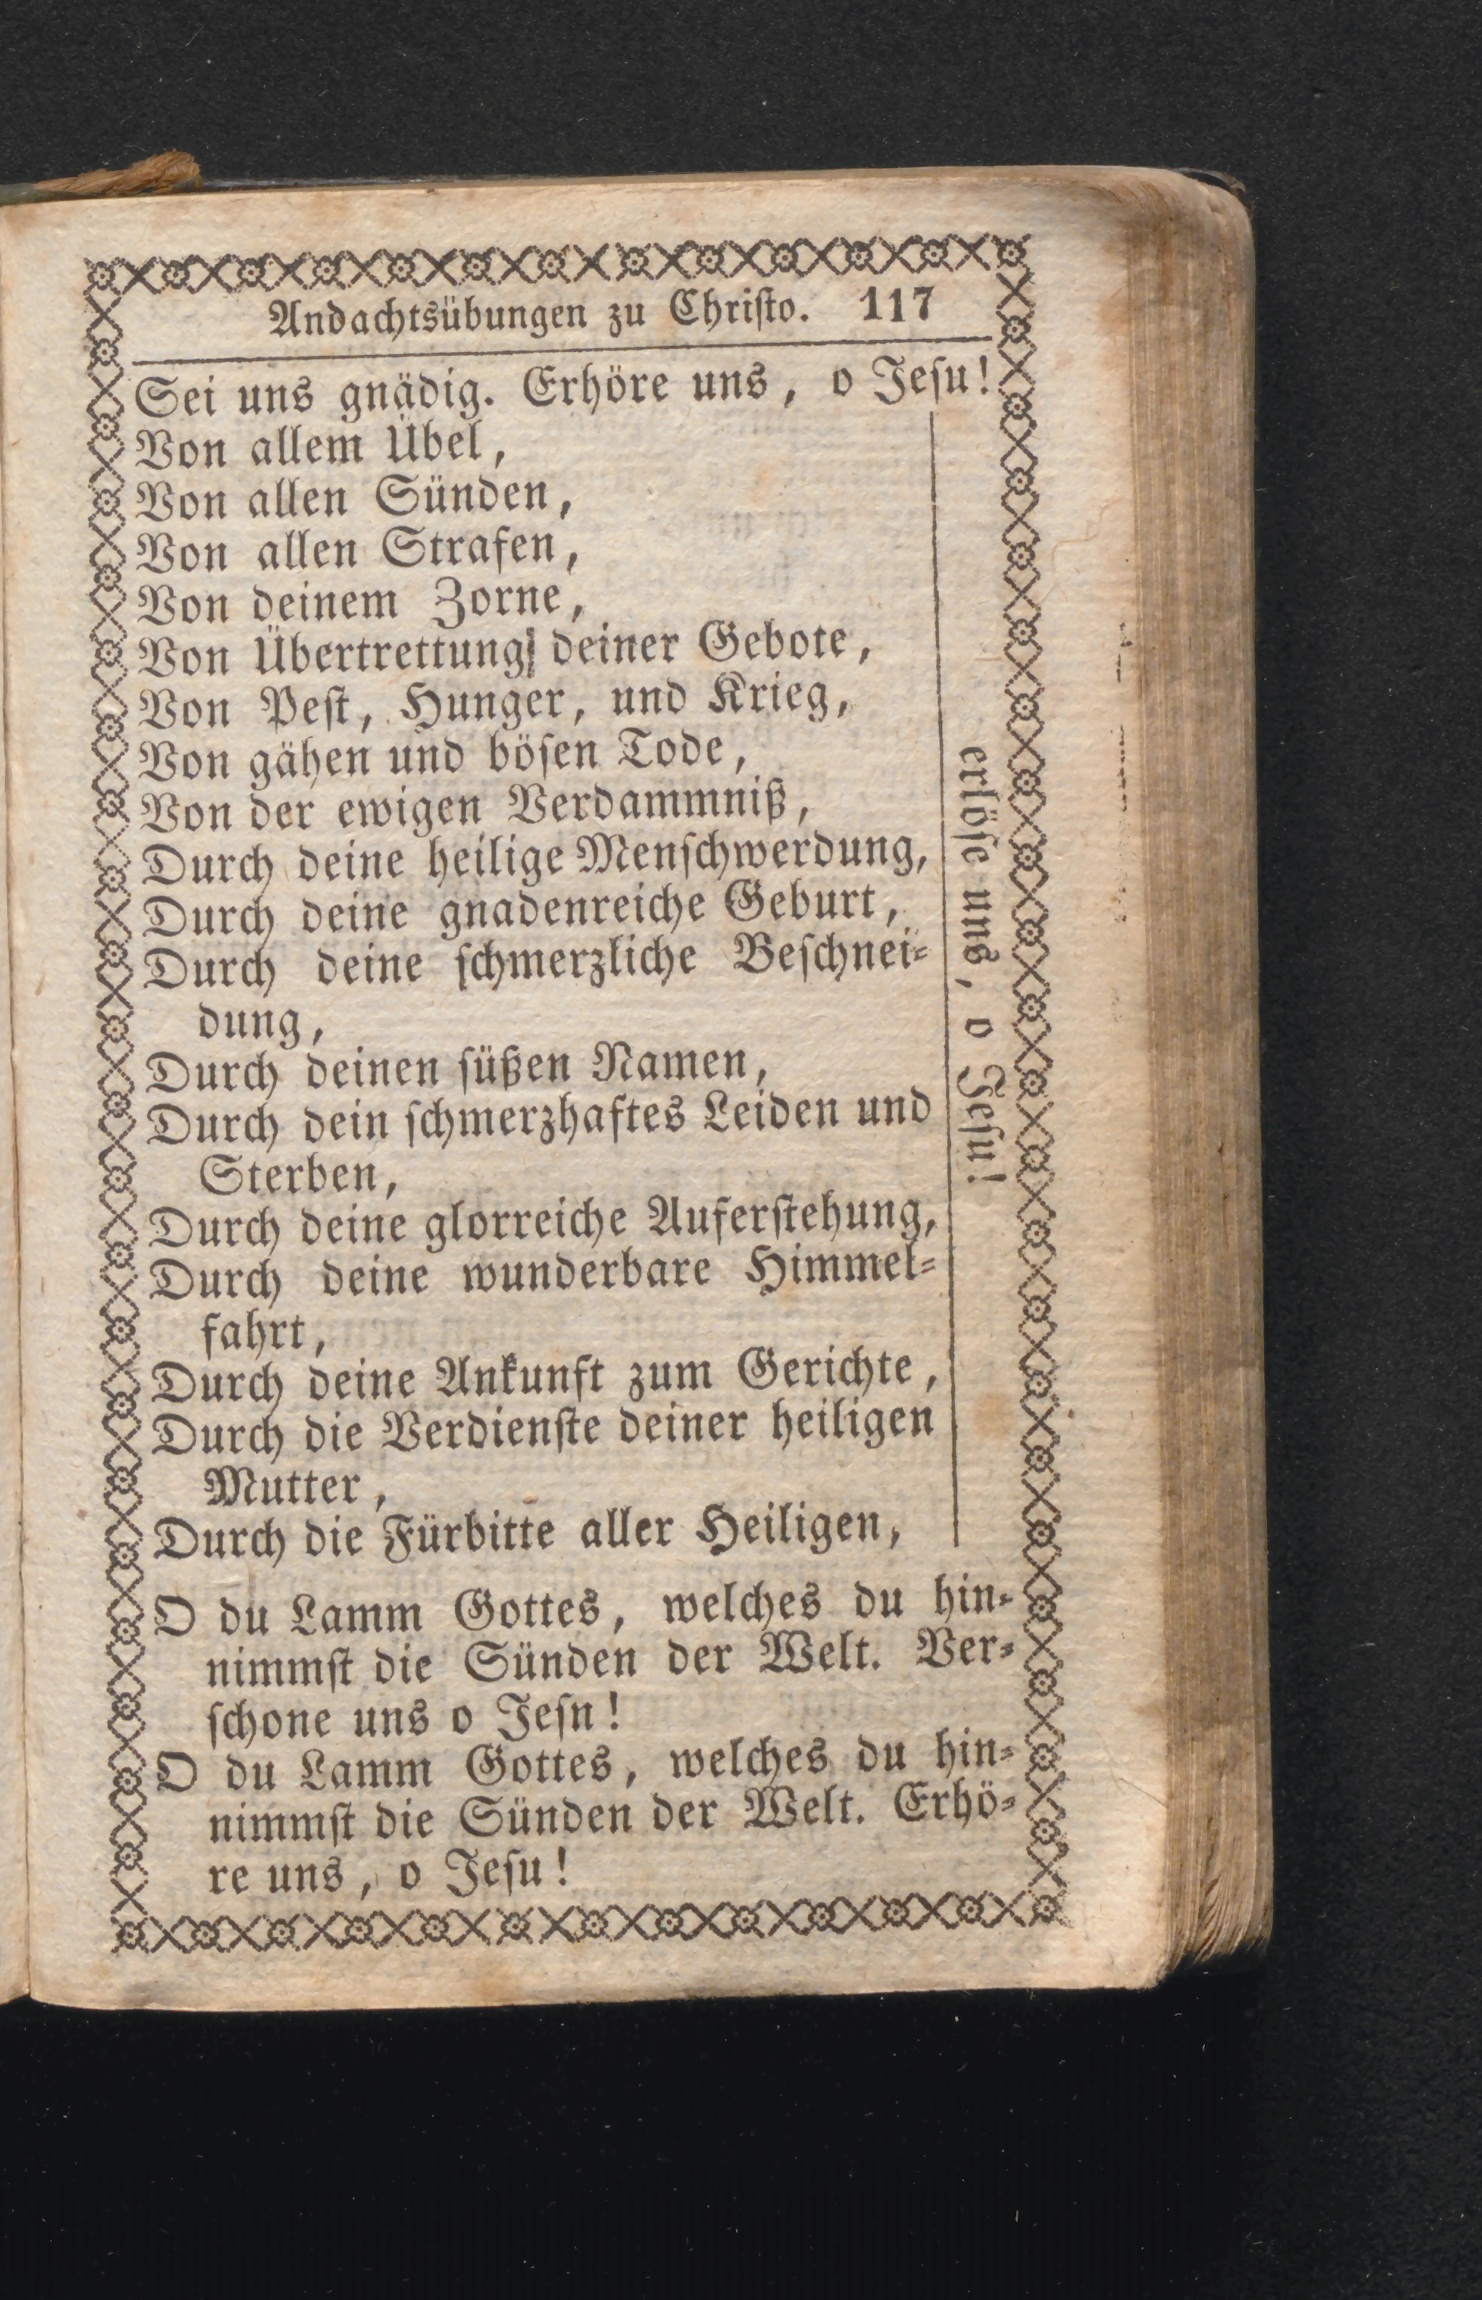 Andachtsübungen zu Chriſto. 117
Sei uns gnädig. Erhöre uns, o Jeſu!
Von allem Übel,
Von allen Sünden,
Von allen Strafen,
Von deinem Zorne,
Von Übertrettung deiner Gebote,
Von Peſt, Hunger, und Krieg,
Von gähen und böſen Tode,
Von der ewigen Verdammniß,
Durch deine heilige Menſchwerdung,
Durch deine gnadenreiche Geburt,
Durch deine ſchmerzliche Beſchnei-
dung,
Durch deinen ſüßen Namen,
Durch dein ſchmerzhaftes Leiden und
Sterben,
Durch deine glorreiche Auferſtehung,
Durch deine wunderbare Himmel-
fahrt,
Durch deine Ankunft zum Gerichte,
Durch die Verdienſte deiner heiligen
Mutter,
Durch die Fürbitte aller Heiligen,
erlöſe uns, o Jeſu!
O du Lamm Gottes, welches du hin-
nimmſt die Sünden der Welt. Ver-
ſchone uns o Jeſn!
O du Lamm Gottes, welches du hin-
nimmſt die Sünden der Welt. Erhö-
re uns, o Jeſu!